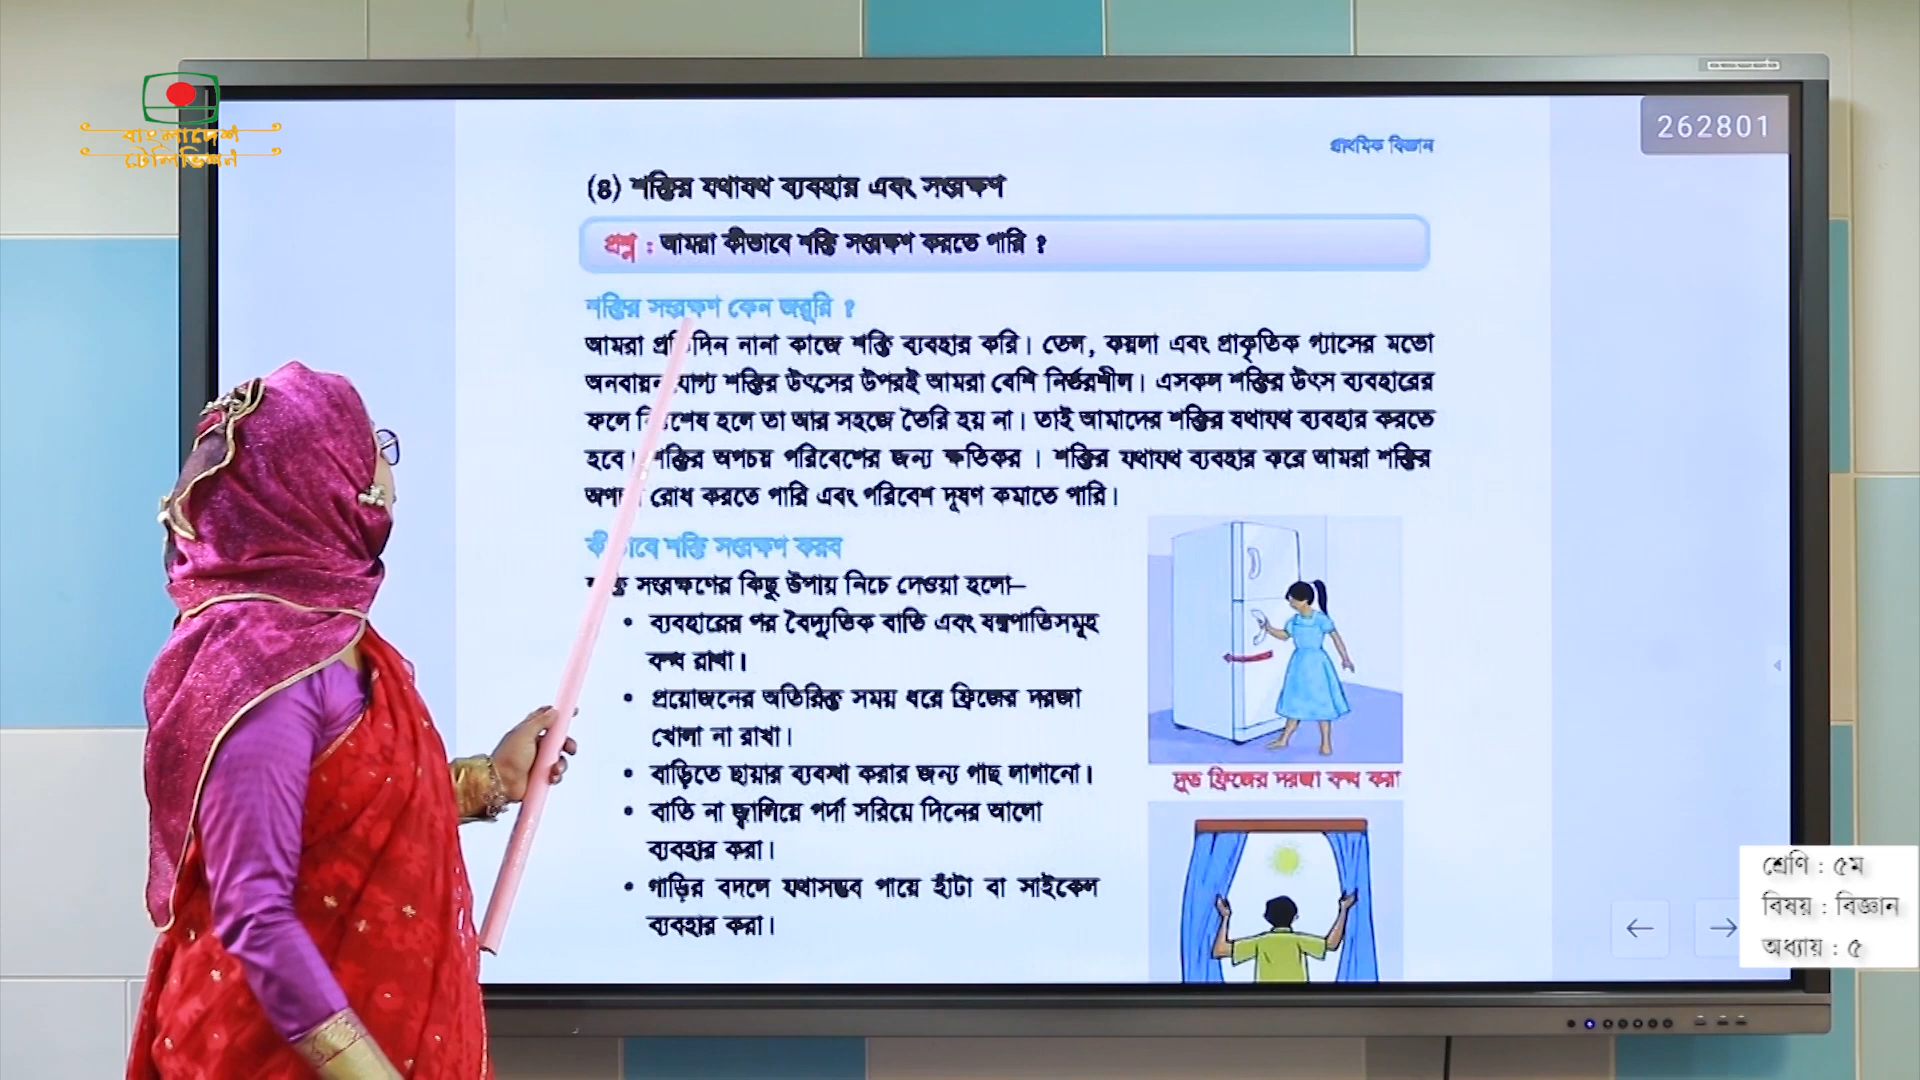 বাংলাদেশ
টেলিভিশন
262801
প্রাথমিক বিজ্ঞান
(৪) শক্তির যথাযথ ব্যবহার এবং সংরক্ষণ
প্রশ্ন : আমরা কীভাবে শক্তি সংরক্ষণ করতে পারি ?
শক্তির সংরক্ষণ কেন জরুরি ?
আমরা প্রতিদিন নানা কাজে শক্তি ব্যবহার করি। তেল, কয়লা এবং প্রাকৃতিক গ্যাসের মতো
অনবায়নযোগ্য শক্তির উৎসের উপরই আমরা বেশি নির্ভরশীল। এসকল শক্তির উৎস ব্যবহারের
ফলে নিঃশেষ হলে তা আর সহজে তৈরি হয় না। তাই আমাদের শক্তির যথাযথ ব্যবহার করতে
হবে। শক্তির অপচয় পরিবেশের জন্য ক্ষতিকর । শক্তির যথাযথ ব্যবহার করে আমরা শক্তির
অপচয় রোধ করতে পারি এবং পরিবেশ দূষণ কমাতে পারি।
কীভাবে শক্তি সংরক্ষণ করব
শক্তি সংরক্ষণের কিছু উপায় নিচে দেওয়া হলো–
• ব্যবহারের পর বৈদ্যুতিক বাতি এবং যন্ত্রপাতিসমূহ
বন্ধ রাখা।
• প্রয়োজনের অতিরিক্ত সময় ধরে ফ্রিজের দরজা
খোলা না রাখা।
• বাড়িতে ছায়ার ব্যবস্থা করার জন্য গাছ লাগানো।
• বাতি না জ্বালিয়ে পর্দা সরিয়ে দিনের আলো
ব্যবহার করা।
• গাড়ির বদলে যথাসম্ভব পায়ে হাঁটা বা সাইকেল
ব্যবহার করা।
দ্রুত ফ্রিজের দরজা বন্ধ করা
শ্রেণি : ৫ম
বিষয় : বিজ্ঞান
অধ্যায় : ৫